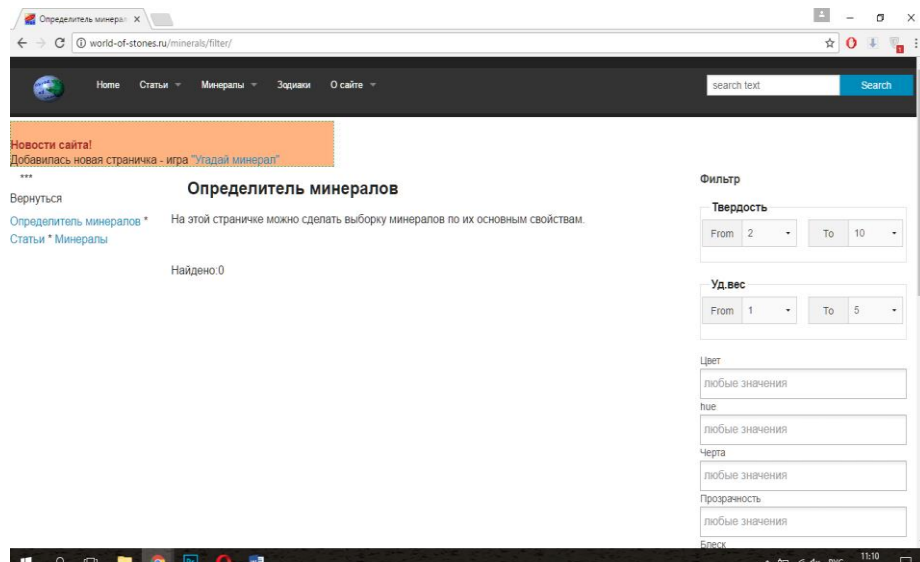 Определитель минерал
world-of-stones.ru/minerals/filter/
Home Статьи Минералы Зодиаки О сайте search text Search
Новости сайта!
Добавилась новая страничка - игра "Угадай минерал"
***
Вернуться
Определитель минералов *
Статьи * Минералы
Определитель минералов
На этой страничке можно сделать выборку минералов по их основным свойствам.
Найдено:0
Фильтр
Твердость
From 2 To 10
Уд.вес
From 1 To 5
Цвет
любые значения
hue
любые значения
Черта
любые значения
Прозрачность
любые значения
Блеск
11:10